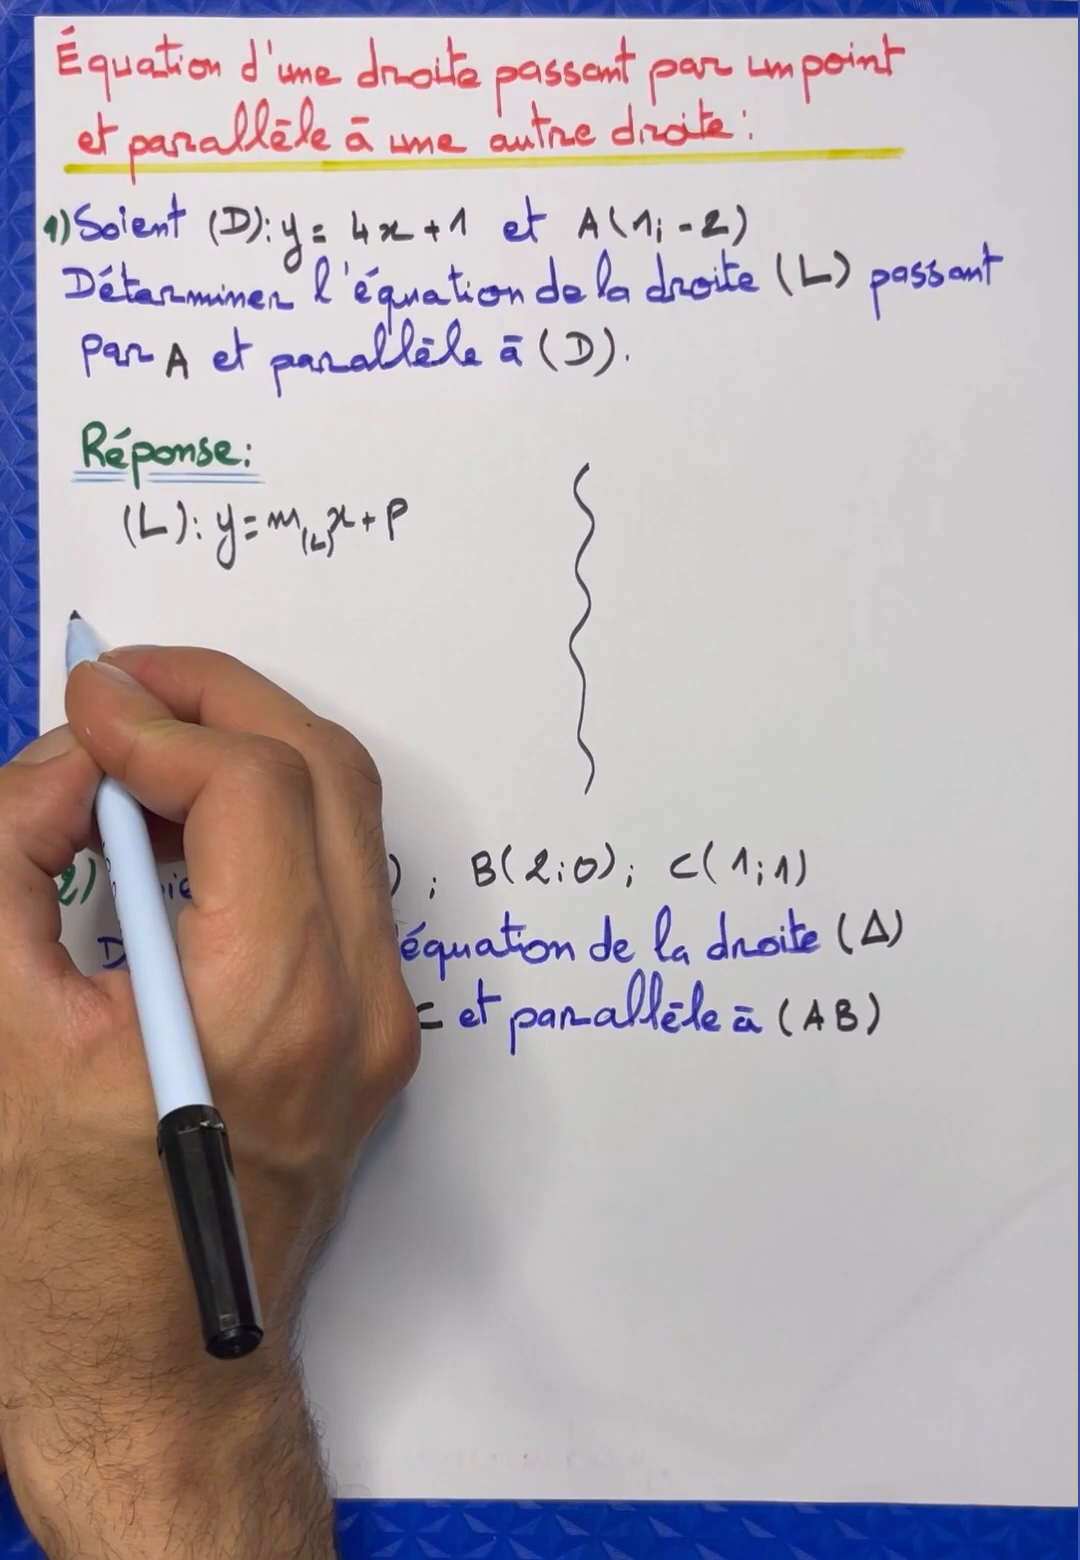 Équation d'une droite passant par un point
et parallèle à une autre droite :
1) Soient (D): y = 4x + 1 et A(1; -2)
Déterminer l'équation de la droite (L) passant
par A et parallèle à (D).
Réponse :
(L): y = m(L)x + p
2) ) ; B(2; 0); C(1; 1)
D équation de la droite (Δ)
C et parallèle à (AB)